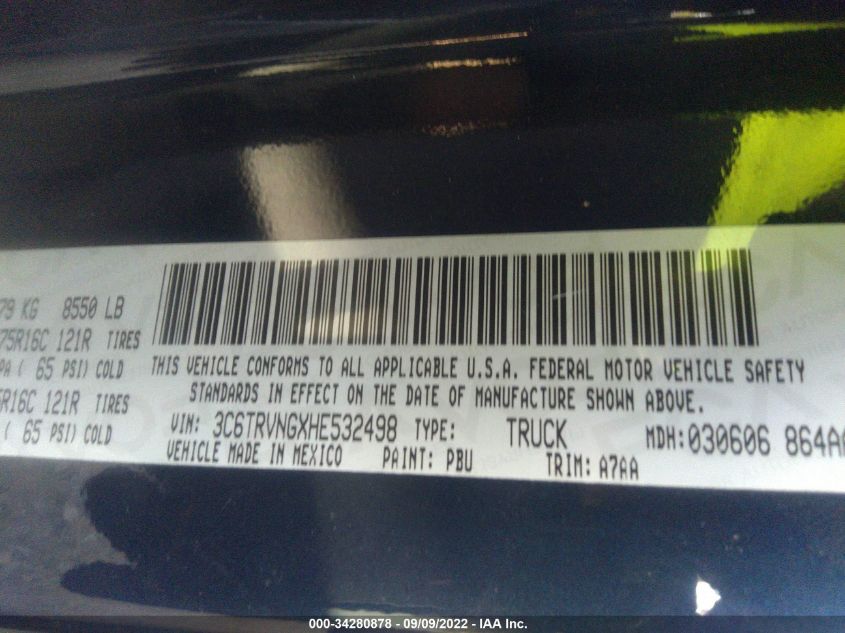 79 KG 8550 LB
75R16C 121R TIRES
PA ( 65 PSI) COLD
5R16C 121R TIRES
( 65 PSI) COLD
THIS VEHICLE CONFORMS TO ALL APPLICABLE U.S.A. FEDERAL MOTOR VEHICLE SAFETY
STANDARDS IN EFFECT ON THE DATE OF MANUFACTURE SHOWN ABOVE.
VIN: 3C6TRVNGXHE532498 TYPE: TRUCK MDH:030606 864AA
VEHICLE MADE IN MEXICO PAINT: PBU TRIM: A7AA
000-34280878 - 09/09/2022 - IAA Inc.